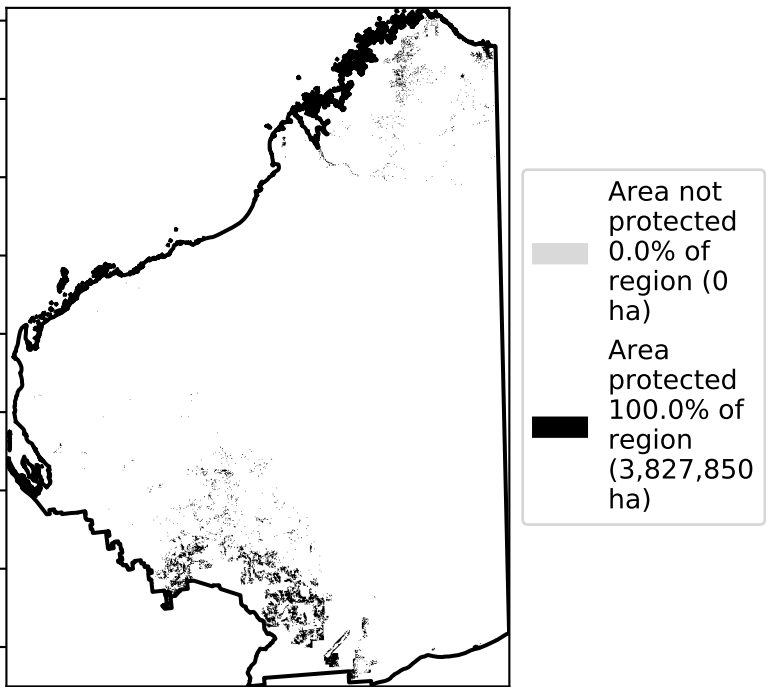 Area not
protected
0.0% of
region (0
ha)
Area
protected
100.0% of
region
(3,827,850
ha)